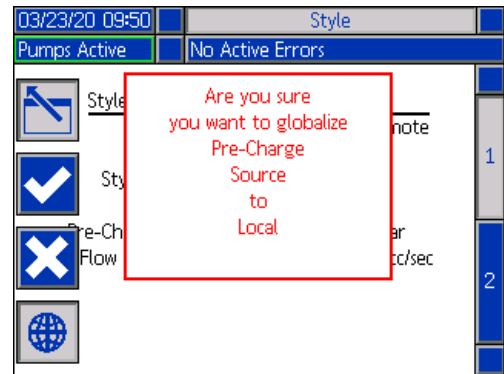 03/23/20 09:50
Style
Pumps Active
No Active Errors
Style
Are you sure
you want to globalize
Pre-Charge
Source
to
Local
note
1
Sty
Pre-Ch
ar
Flow
cc/sec
2